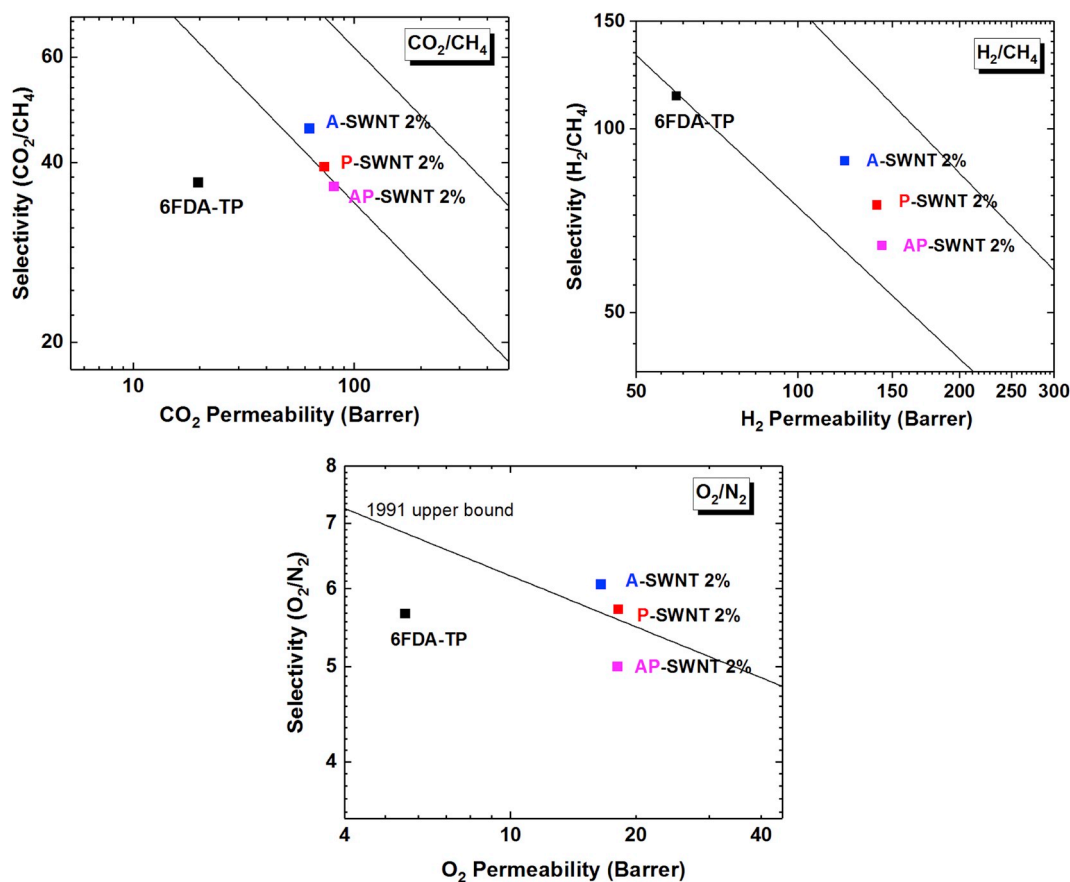 CO2/CH4
60
40
20
A-SWNT 2%
P-SWNT 2%
AP-SWNT 2%
6FDA-TP
10
100
CO2 Permeability (Barrer)
Selectivity (CO2/CH4)
H2/CH4
150
100
50
6FDA-TP
A-SWNT 2%
P-SWNT 2%
AP-SWNT 2%
50
100
150
200
250
300
H2 Permeability (Barrer)
Selectivity (H2/CH4)
O2/N2
8
7
6
5
4
1991 upper bound
A-SWNT 2%
P-SWNT 2%
6FDA-TP
AP-SWNT 2%
4
10
20
40
O2 Permeability (Barrer)
Selectivity (O2/N2)